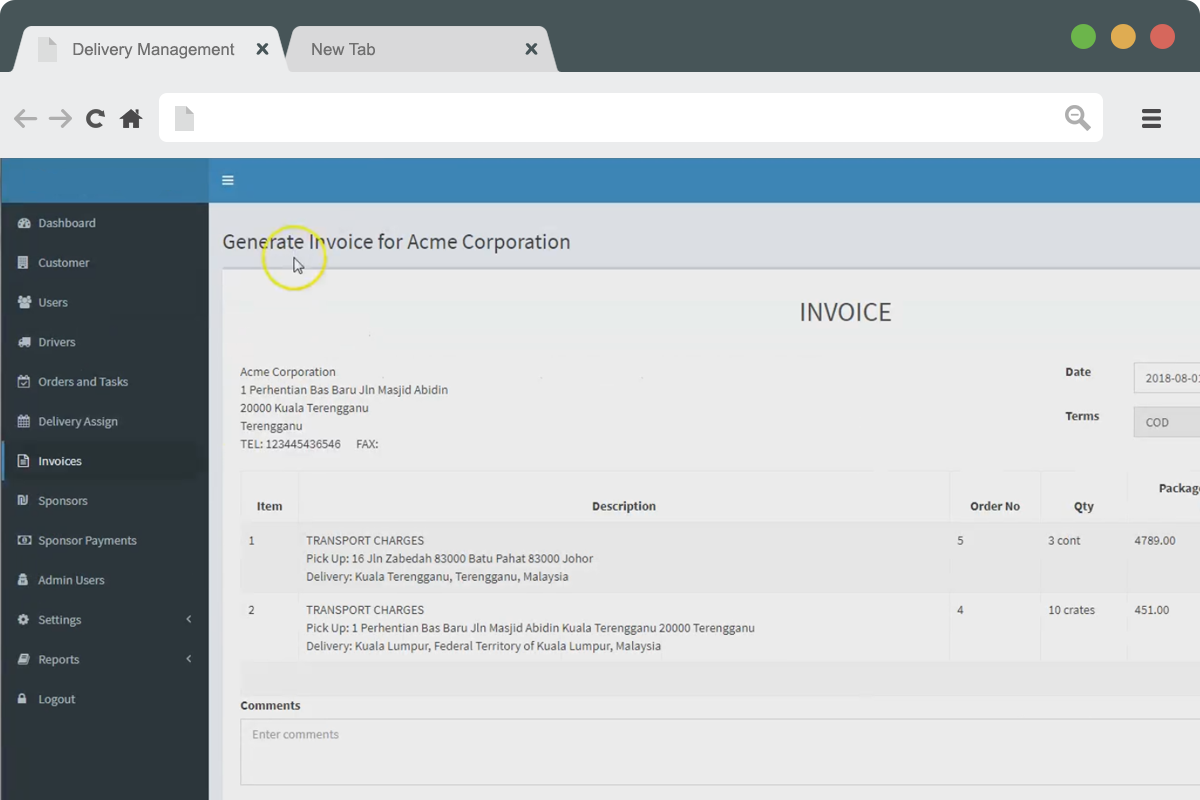 Delivery Management
New Tab
Dashboard
Customer
Users
Drivers
Orders and Tasks
Delivery Assign
Invoices
Sponsors
Sponsor Payments
Admin Users
Settings
Reports
Logout
Generate Invoice for Acme Corporation
INVOICE
Acme Corporation
1 Perhentian Bas Baru Jln Masjid Abidin
20000 Kuala Terengganu
Terengganu
TEL: 123445436546 FAX:
Date 2018-08-01
Terms COD
Item Description Order No Qty Package
1 TRANSPORT CHARGES 5 3 cont 4789.00
Pick Up: 16 Jln Zabedah 83000 Batu Pahat 83000 Johor
Delivery: Kuala Terengganu, Terengganu, Malaysia
2 TRANSPORT CHARGES 4 10 crates 451.00
Pick Up: 1 Perhentian Bas Baru Jln Masjid Abidin Kuala Terengganu 20000 Terengganu
Delivery: Kuala Lumpur, Federal Territory of Kuala Lumpur, Malaysia
Comments
Enter comments